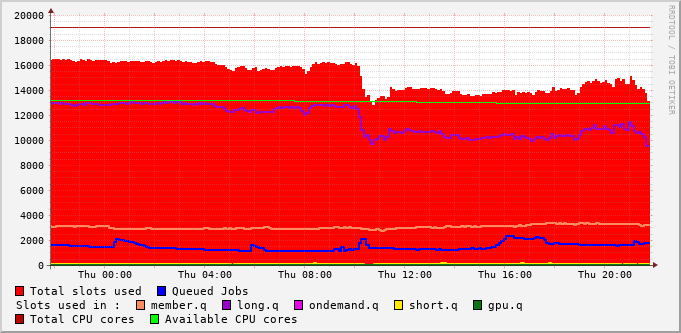 20000
18000
16000
14000
12000
10000
8000
6000
4000
2000
0
Thu 00:00 Thu 04:00 Thu 08:00 Thu 12:00 Thu 16:00 Thu 20:00
RRDTOOL / TOBI OETIKER
Total slots used Queued Jobs
Slots used in : member.q long.q ondemand.q short.q gpu.q
Total CPU cores Available CPU cores